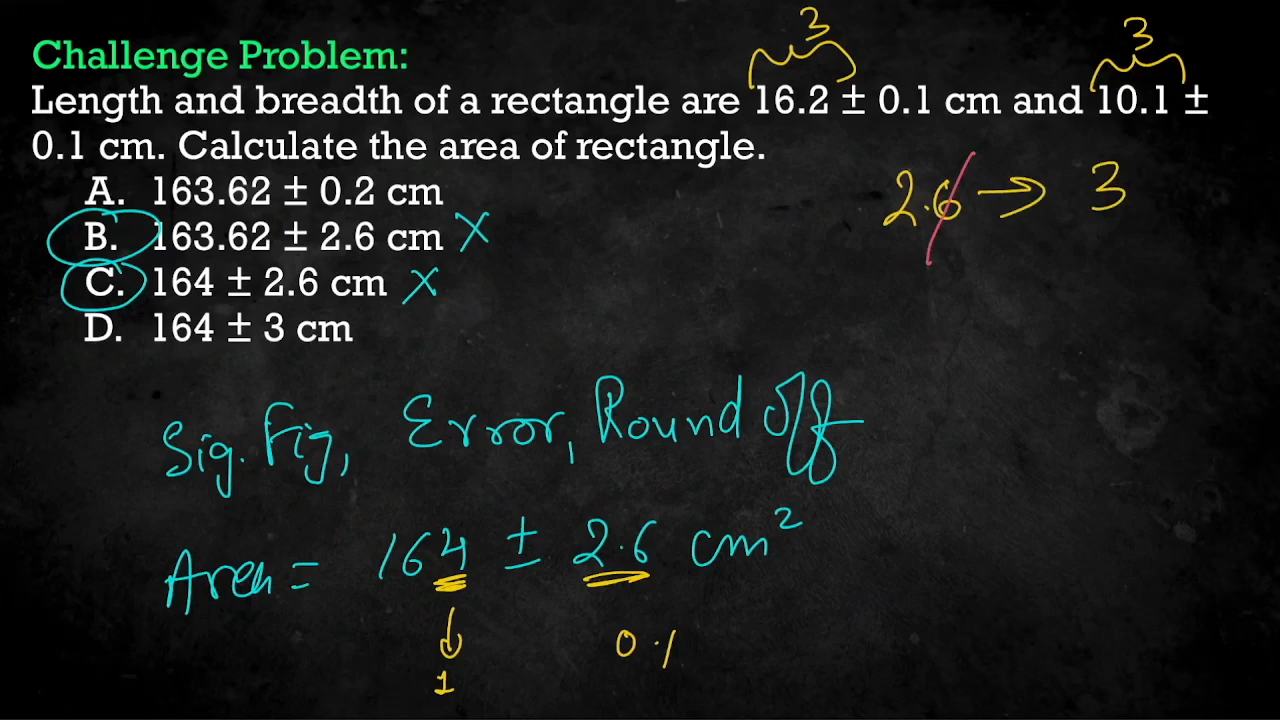 3
3
Challenge Problem:
Length and breadth of a rectangle are 16.2 ± 0.1 cm and 10.1 ±
0.1 cm. Calculate the area of rectangle.
2.6 → 3
A. 163.62 ± 0.2 cm
B. 163.62 ± 2.6 cm X
C. 164 ± 2.6 cm X
D. 164 ± 3 cm
Sig. Fig, Error, Round Off
Area = 164 ± 2.6 cm²
↓ 0.1
1